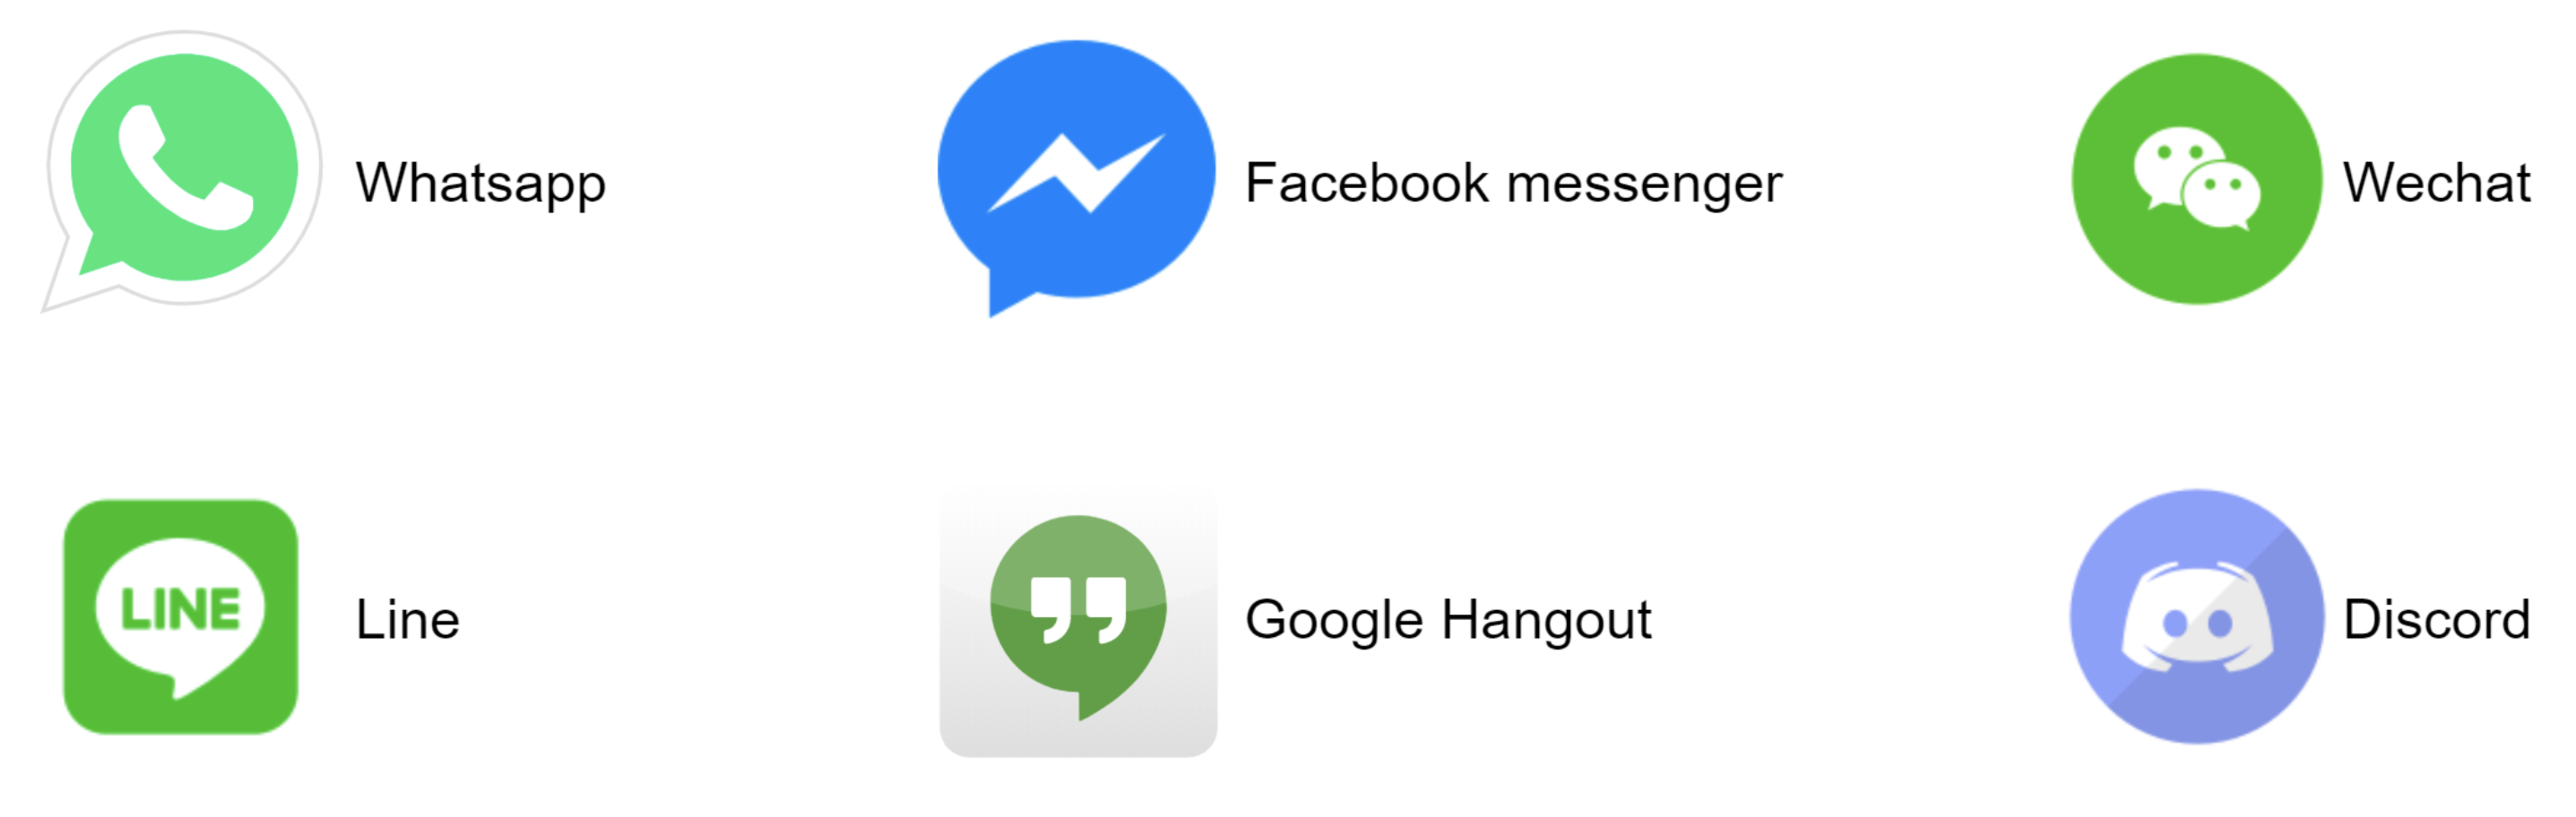 Whatsapp
Facebook messenger
Wechat
LINE
Line
Google Hangout
Discord